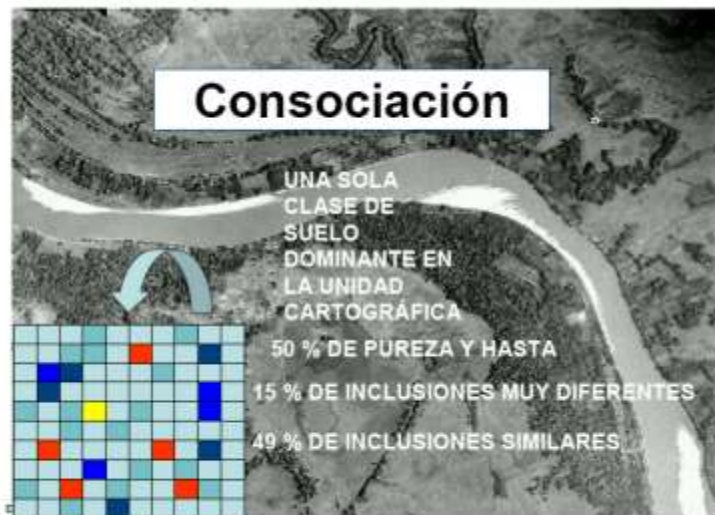 Consociación
UNA SOLA
CLASE DE
SUELO
DOMINANTE EN
LA UNIDAD
CARTOGRÁFICA
50 % DE PUREZA Y HASTA
15 % DE INCLUSIONES MUY DIFERENTES
49 % DE INCLUSIONES SIMILARES